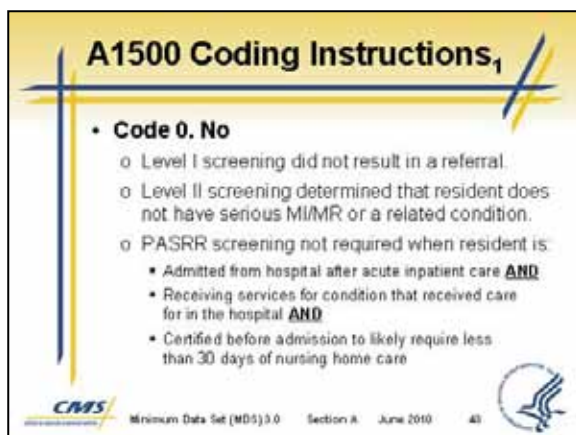 A1500 Coding Instructions1
• Code 0. No
o Level I screening did not result in a referral.
o Level II screening determined that resident does
not have serious MI/MR or a related condition.
o PASRR screening not required when resident is:
▪ Admitted from hospital after acute inpatient care AND
▪ Receiving services for condition that received care
for in the hospital AND
▪ Certified before admission to likely require less
than 30 days of nursing home care
CMS
Minimum Data Set (MDS) 3.0 Section A June 2010 43